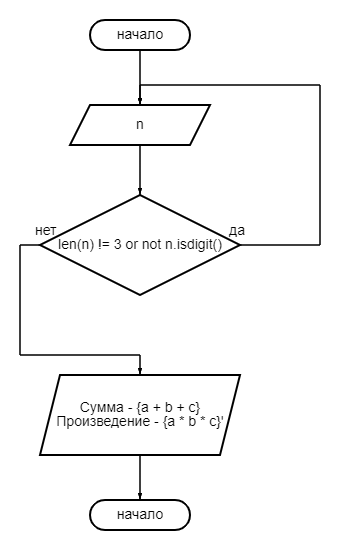 начало
n
нет
да
len(n) != 3 or not n.isdigit()
Сумма - {a + b + c}
Произведение - {a * b * c}'
начало